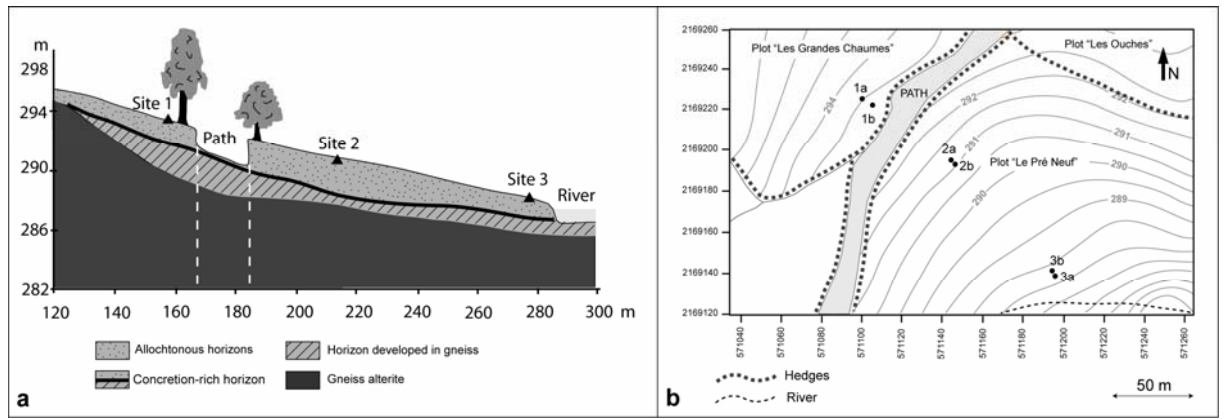 m
298
294
290
286
282
Site 1
Path
Site 2
Site 3
River
120 140 160 180 200 220 240 260 280 300 m
Allochtonous horizons
Horizon developed in gneiss
Concretion-rich horizon
Gneiss alterite
a
2169260
2169240
2169220
2169200
2169180
2169160
2169140
2169120
Plot "Les Grandes Chaumes"
Plot "Les Ouches"
N
PATH
294
1a
1b
292
292
291
291
2a
2b
Plot "Le Prè Neuf"
290
290
289
3b
3a
571040
571060
571080
571100
571120
571140
571160
571180
571200
571220
571240
571260
Hedges
River
50 m
b